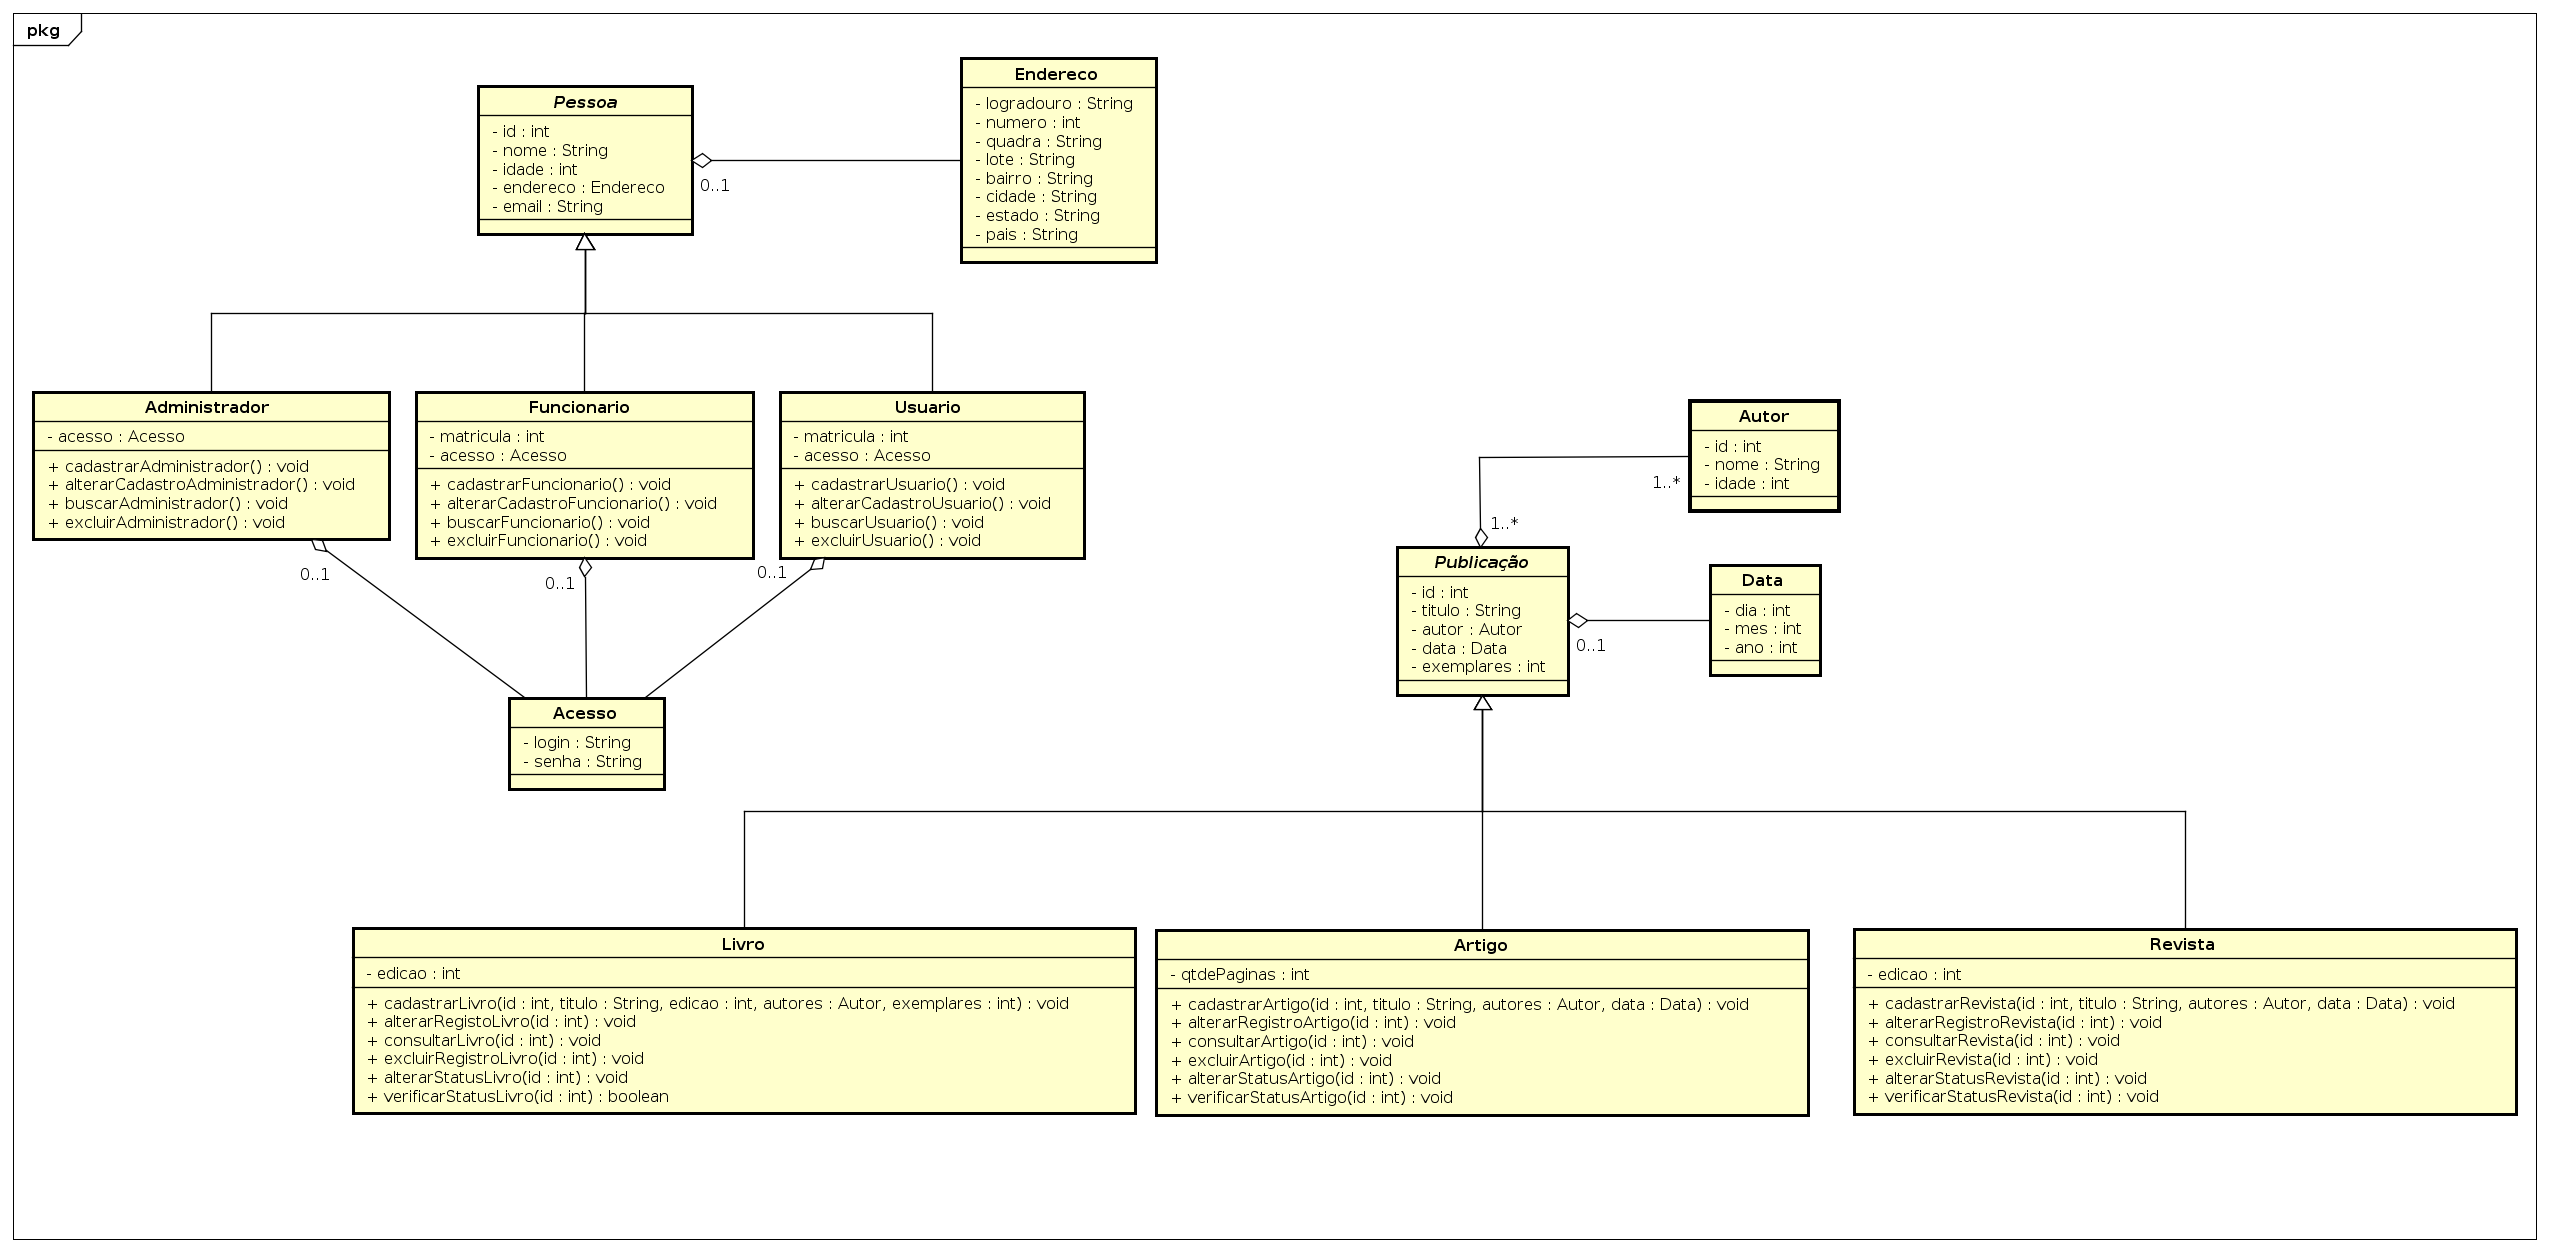 pkg
Pessoa
- id : int
- nome : String
- idade : int
- endereco : Endereco
- email : String
0..1
Endereco
- logradouro : String
- numero : int
- quadra : String
- lote : String
- bairro : String
- cidade : String
- estado : String
- pais : String
Administrador
- acesso : Acesso
+ cadastrarAdministrador() : void
+ alterarCadastroAdministrador() : void
+ buscarAdministrador() : void
+ excluirAdministrador() : void
0..1
Funcionario
- matricula : int
- acesso : Acesso
+ cadastrarFuncionario() : void
+ alterarCadastroFuncionario() : void
+ buscarFuncionario() : void
+ excluirFuncionario() : void
0..1
Usuario
- matricula : int
- acesso : Acesso
+ cadastrarUsuario() : void
+ alterarCadastroUsuario() : void
+ buscarUsuario() : void
+ excluirUsuario() : void
0..1
Acesso
- login : String
- senha : String
Autor
- id : int
- nome : String
- idade : int
1..*
1..*
Publicação
- id : int
- titulo : String
- autor : Autor
- data : Data
- exemplares : int
0..1
Data
- dia : int
- mes : int
- ano : int
Livro
- edicao : int
+ cadastrarLivro(id : int, titulo : String, edicao : int, autores : Autor, exemplares : int) : void
+ alterarRegistoLivro(id : int) : void
+ consultarLivro(id : int) : void
+ excluirRegistroLivro(id : int) : void
+ alterarStatusLivro(id : int) : void
+ verificarStatusLivro(id : int) : boolean
Artigo
- qtdePaginas : int
+ cadastrarArtigo(id : int, titulo : String, autores : Autor, data : Data) : void
+ alterarRegistroArtigo(id : int) : void
+ consultarArtigo(id : int) : void
+ excluirArtigo(id : int) : void
+ alterarStatusArtigo(id : int) : void
+ verificarStatusArtigo(id : int) : void
Revista
- edicao : int
+ cadastrarRevista(id : int, titulo : String, autores : Autor, data : Data) : void
+ alterarRegistroRevista(id : int) : void
+ consultarRevista(id : int) : void
+ excluirRevista(id : int) : void
+ alterarStatusRevista(id : int) : void
+ verificarStatusRevista(id : int) : void